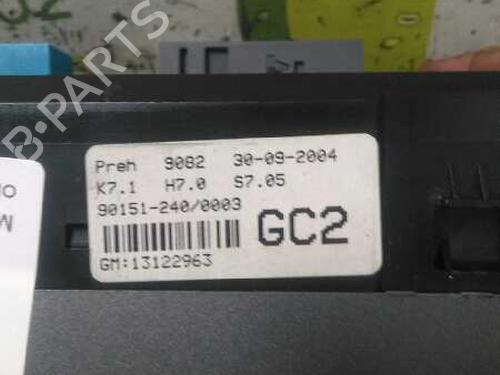 Preh 9082 30-09-2004
K7.1 H7.0 S7.05
90151-240/0003
GC2
GM:13122963
B-PARTS